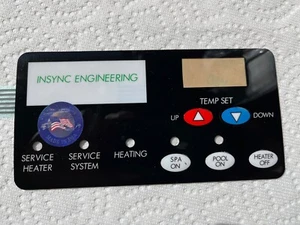 INSYNC ENGINEERING
TEMP SET
UP
DOWN
SERVICE HEATER
SERVICE SYSTEM
HEATING
SPA ON
POOL ON
HEATER OFF